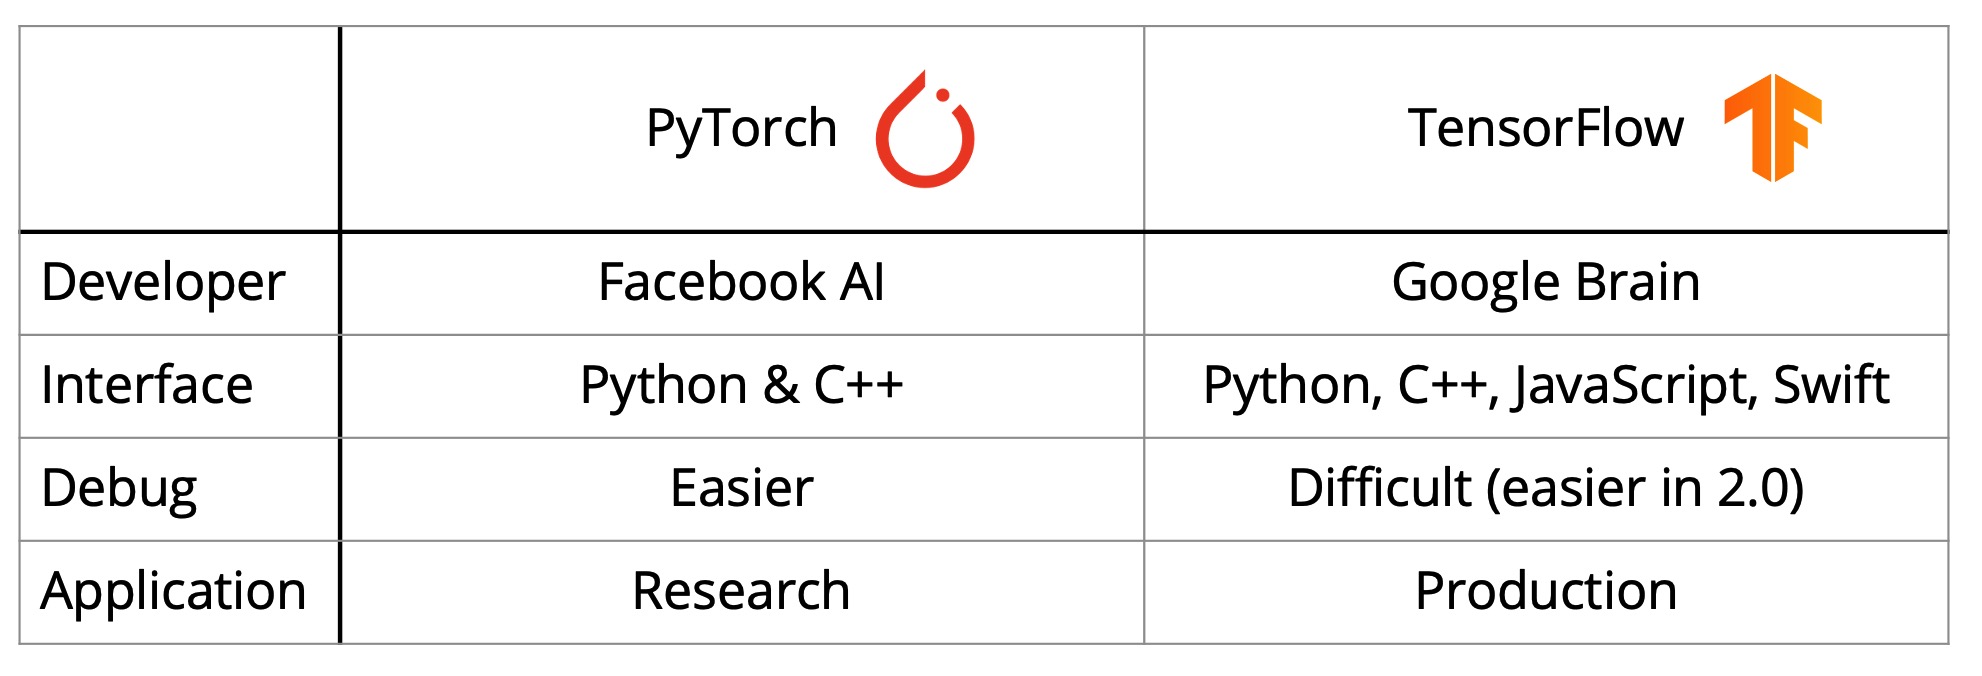 PyTorch TensorFlow
Developer Facebook AI Google Brain
Interface Python & C++ Python, C++, JavaScript, Swift
Debug Easier Difficult (easier in 2.0)
Application Research Production